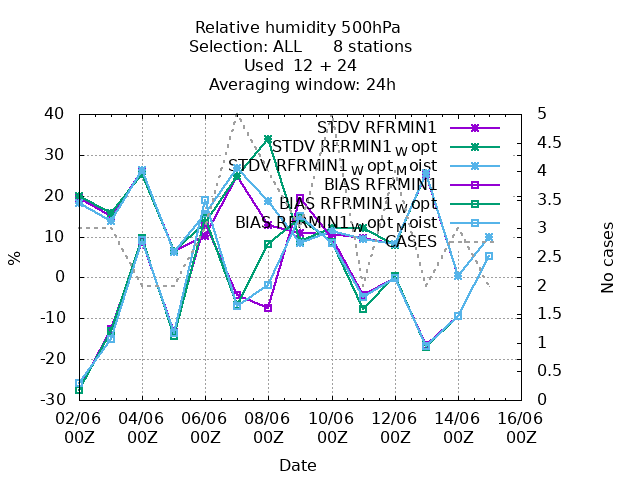 Relative humidity 500hPa
Selection: ALL 8 stations
Used 12 + 24
Averaging window: 24h
40
30
20
10
0
-10
-20
-30
%
5
4.5
4
3.5
3
2.5
2
1.5
1
0.5
0
No cases
STDV RFRMIN1
STDV RFRMIN1_W opt
STDV RFRMIN1_W opt_M oist
BIAS RFRMIN1
BIAS RFRMIN1_W opt
BIAS RFRMIN1_W opt_M oist
CASES
02/06 04/06 06/06 08/06 10/06 12/06 14/06 16/06
00Z 00Z 00Z 00Z 00Z 00Z 00Z 00Z
Date